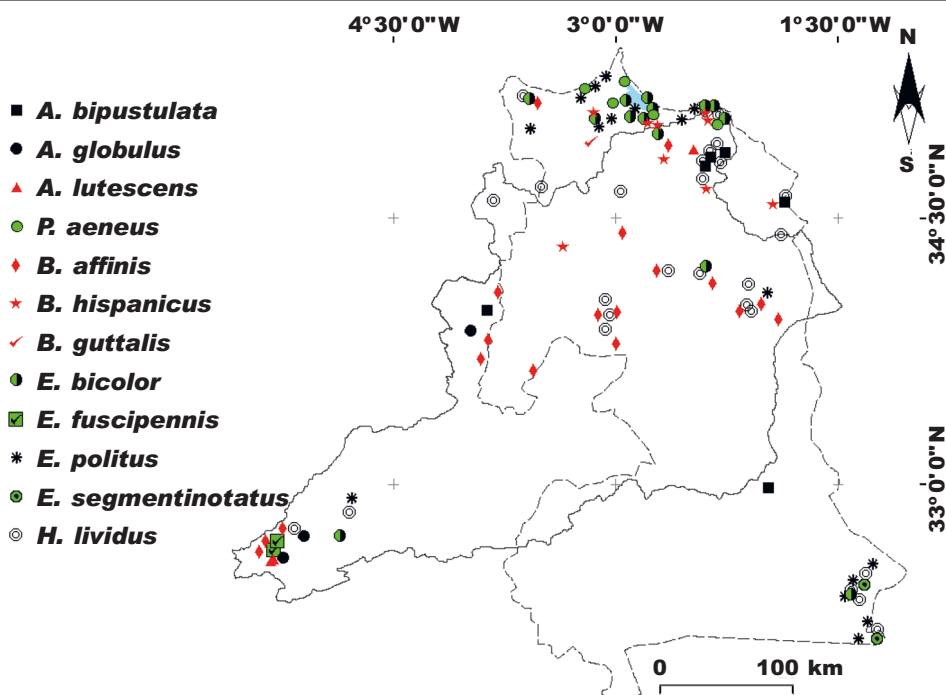 4°30'0"W 3°0'0"W 1°30'0"W
N
S
A. bipustulata
A. globulus
A. lutescens
P. aeneus
B. affinis
B. hispanicus
B. guttalis
E. bicolor
E. fuscipennis
E. politus
E. segmentinotatus
H. lividus
34°30'0"N
33°0'0"N
0 100 km